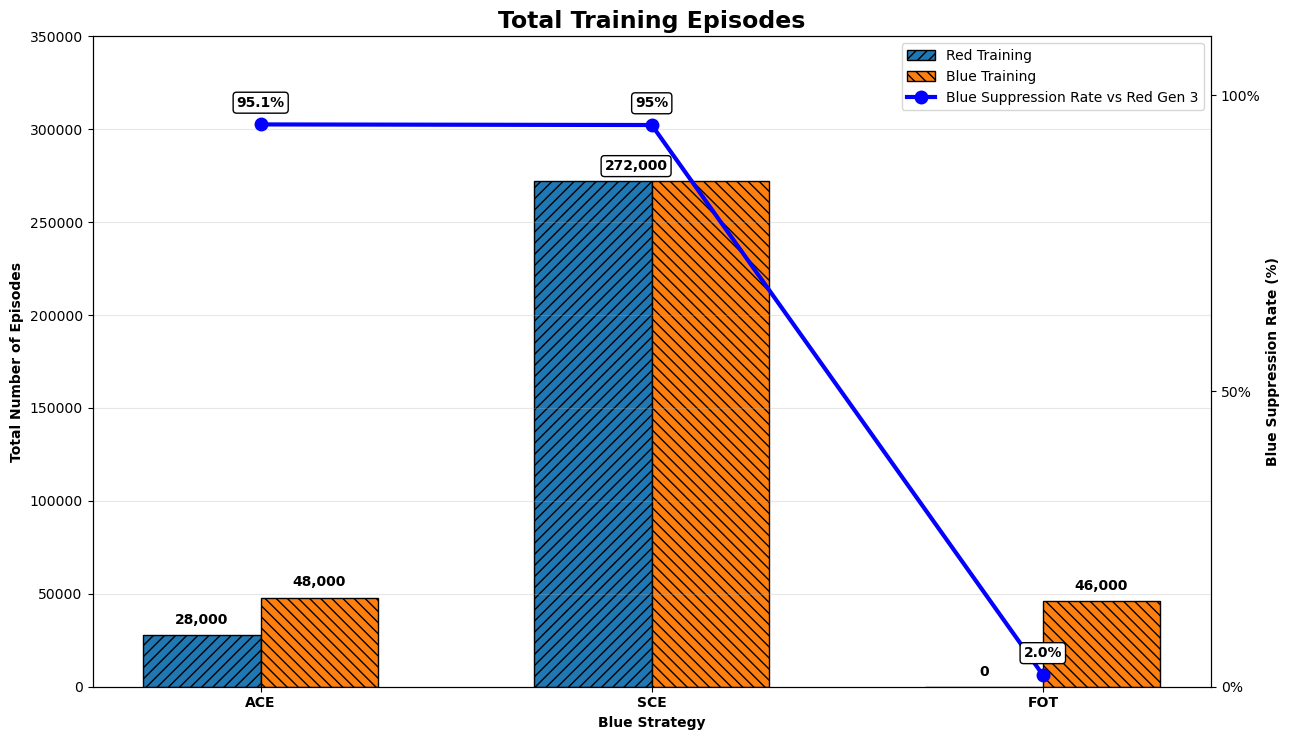 Total Training Episodes
350000
300000
250000
200000
150000
100000
50000
0
Total Number of Episodes
Red Training
Blue Training
Blue Suppression Rate vs Red Gen 3
95.1%
95%
272,000
28,000
48,000
0
2.0%
46,000
100%
50%
0%
Blue Suppression Rate (%)
ACE
SCE
FOT
Blue Strategy